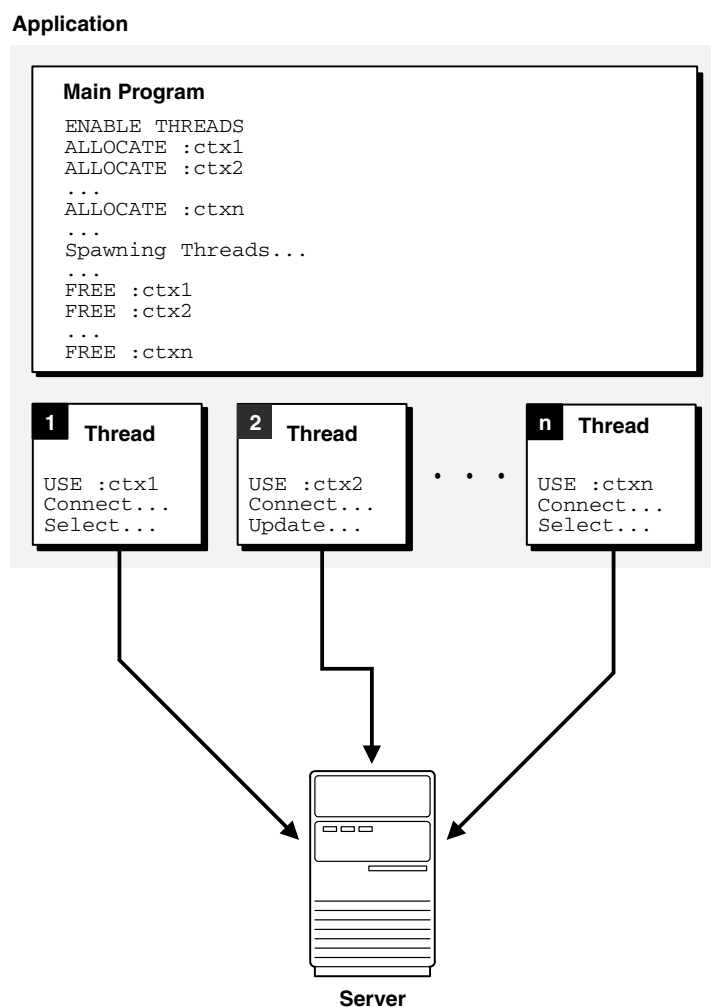 Application
Main Program
ENABLE THREADS
ALLOCATE :ctx1
ALLOCATE :ctx2
...
ALLOCATE :ctxn
...
Spawning Threads...
...
FREE :ctx1
FREE :ctx2
...
FREE :ctxn
1
Thread
USE :ctx1
Connect...
Select...
2
Thread
USE :ctx2
Connect...
Update...
. . .
n
Thread
USE :ctxn
Connect...
Select...
Server